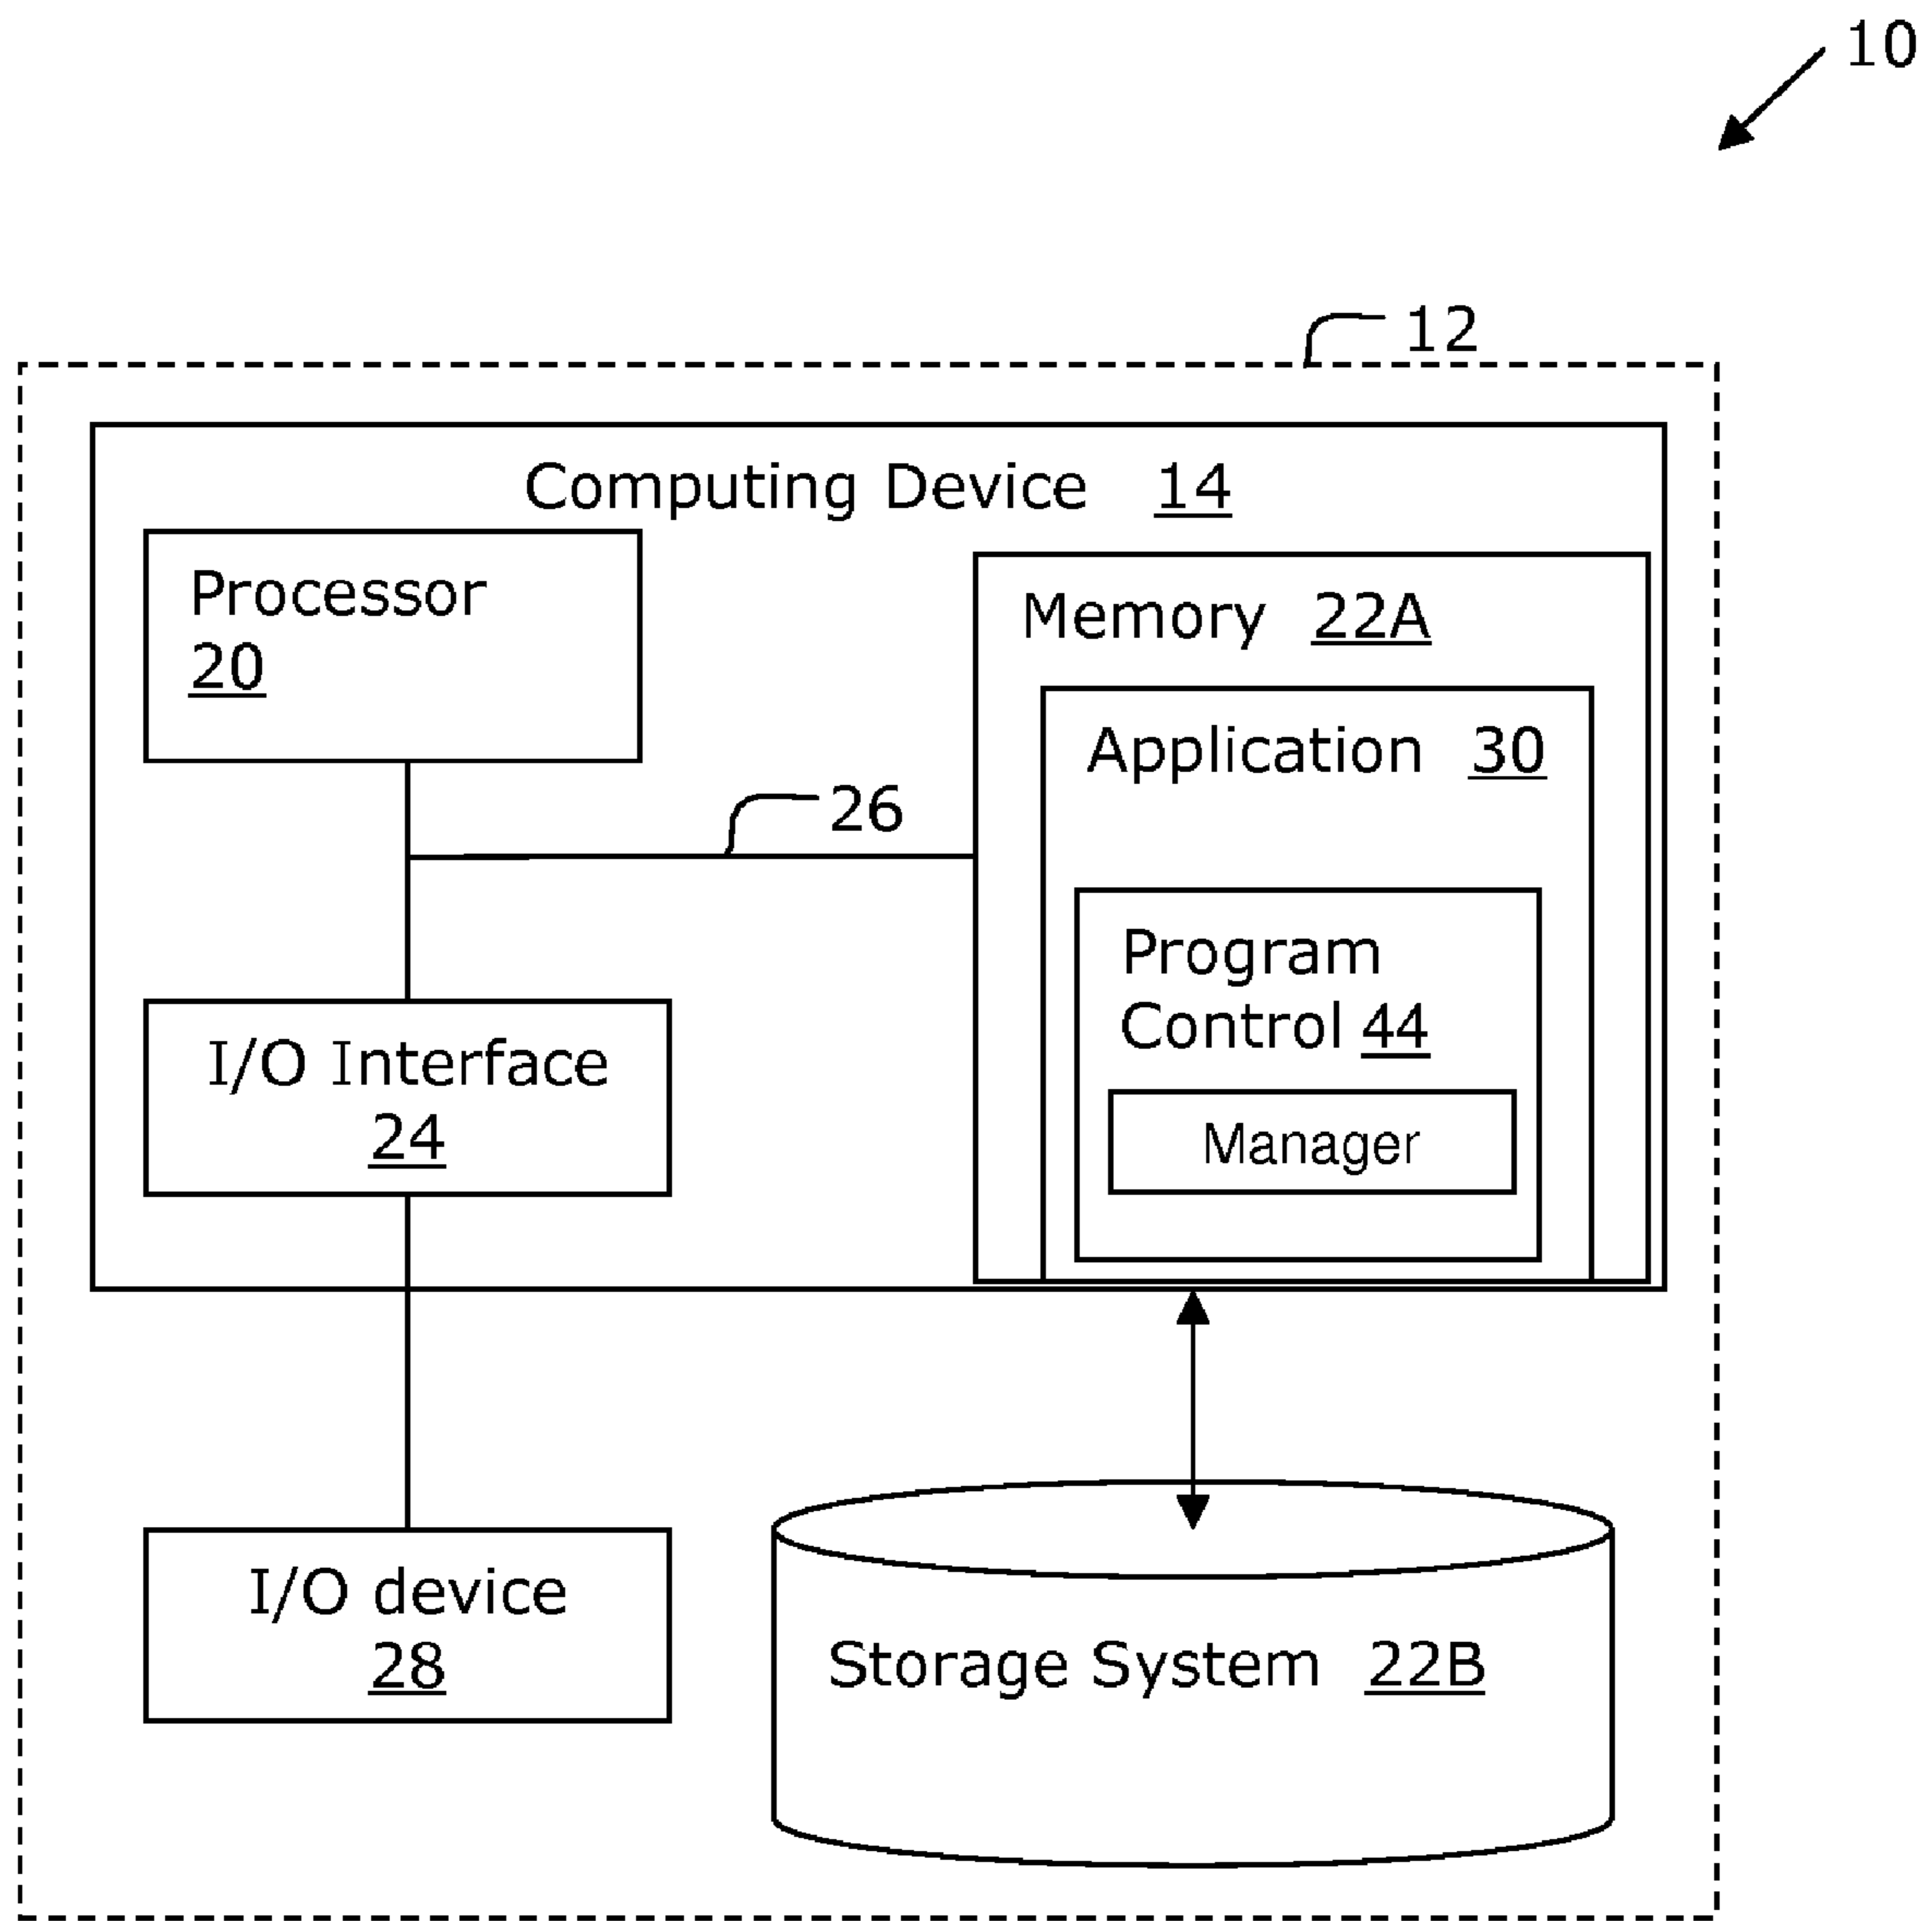 10
12
Computing Device 14
Processor
20
Memory 22A
Application 30
26
Program
Control 44
I/O Interface
24
Manager
I/O device
28
Storage System 22B